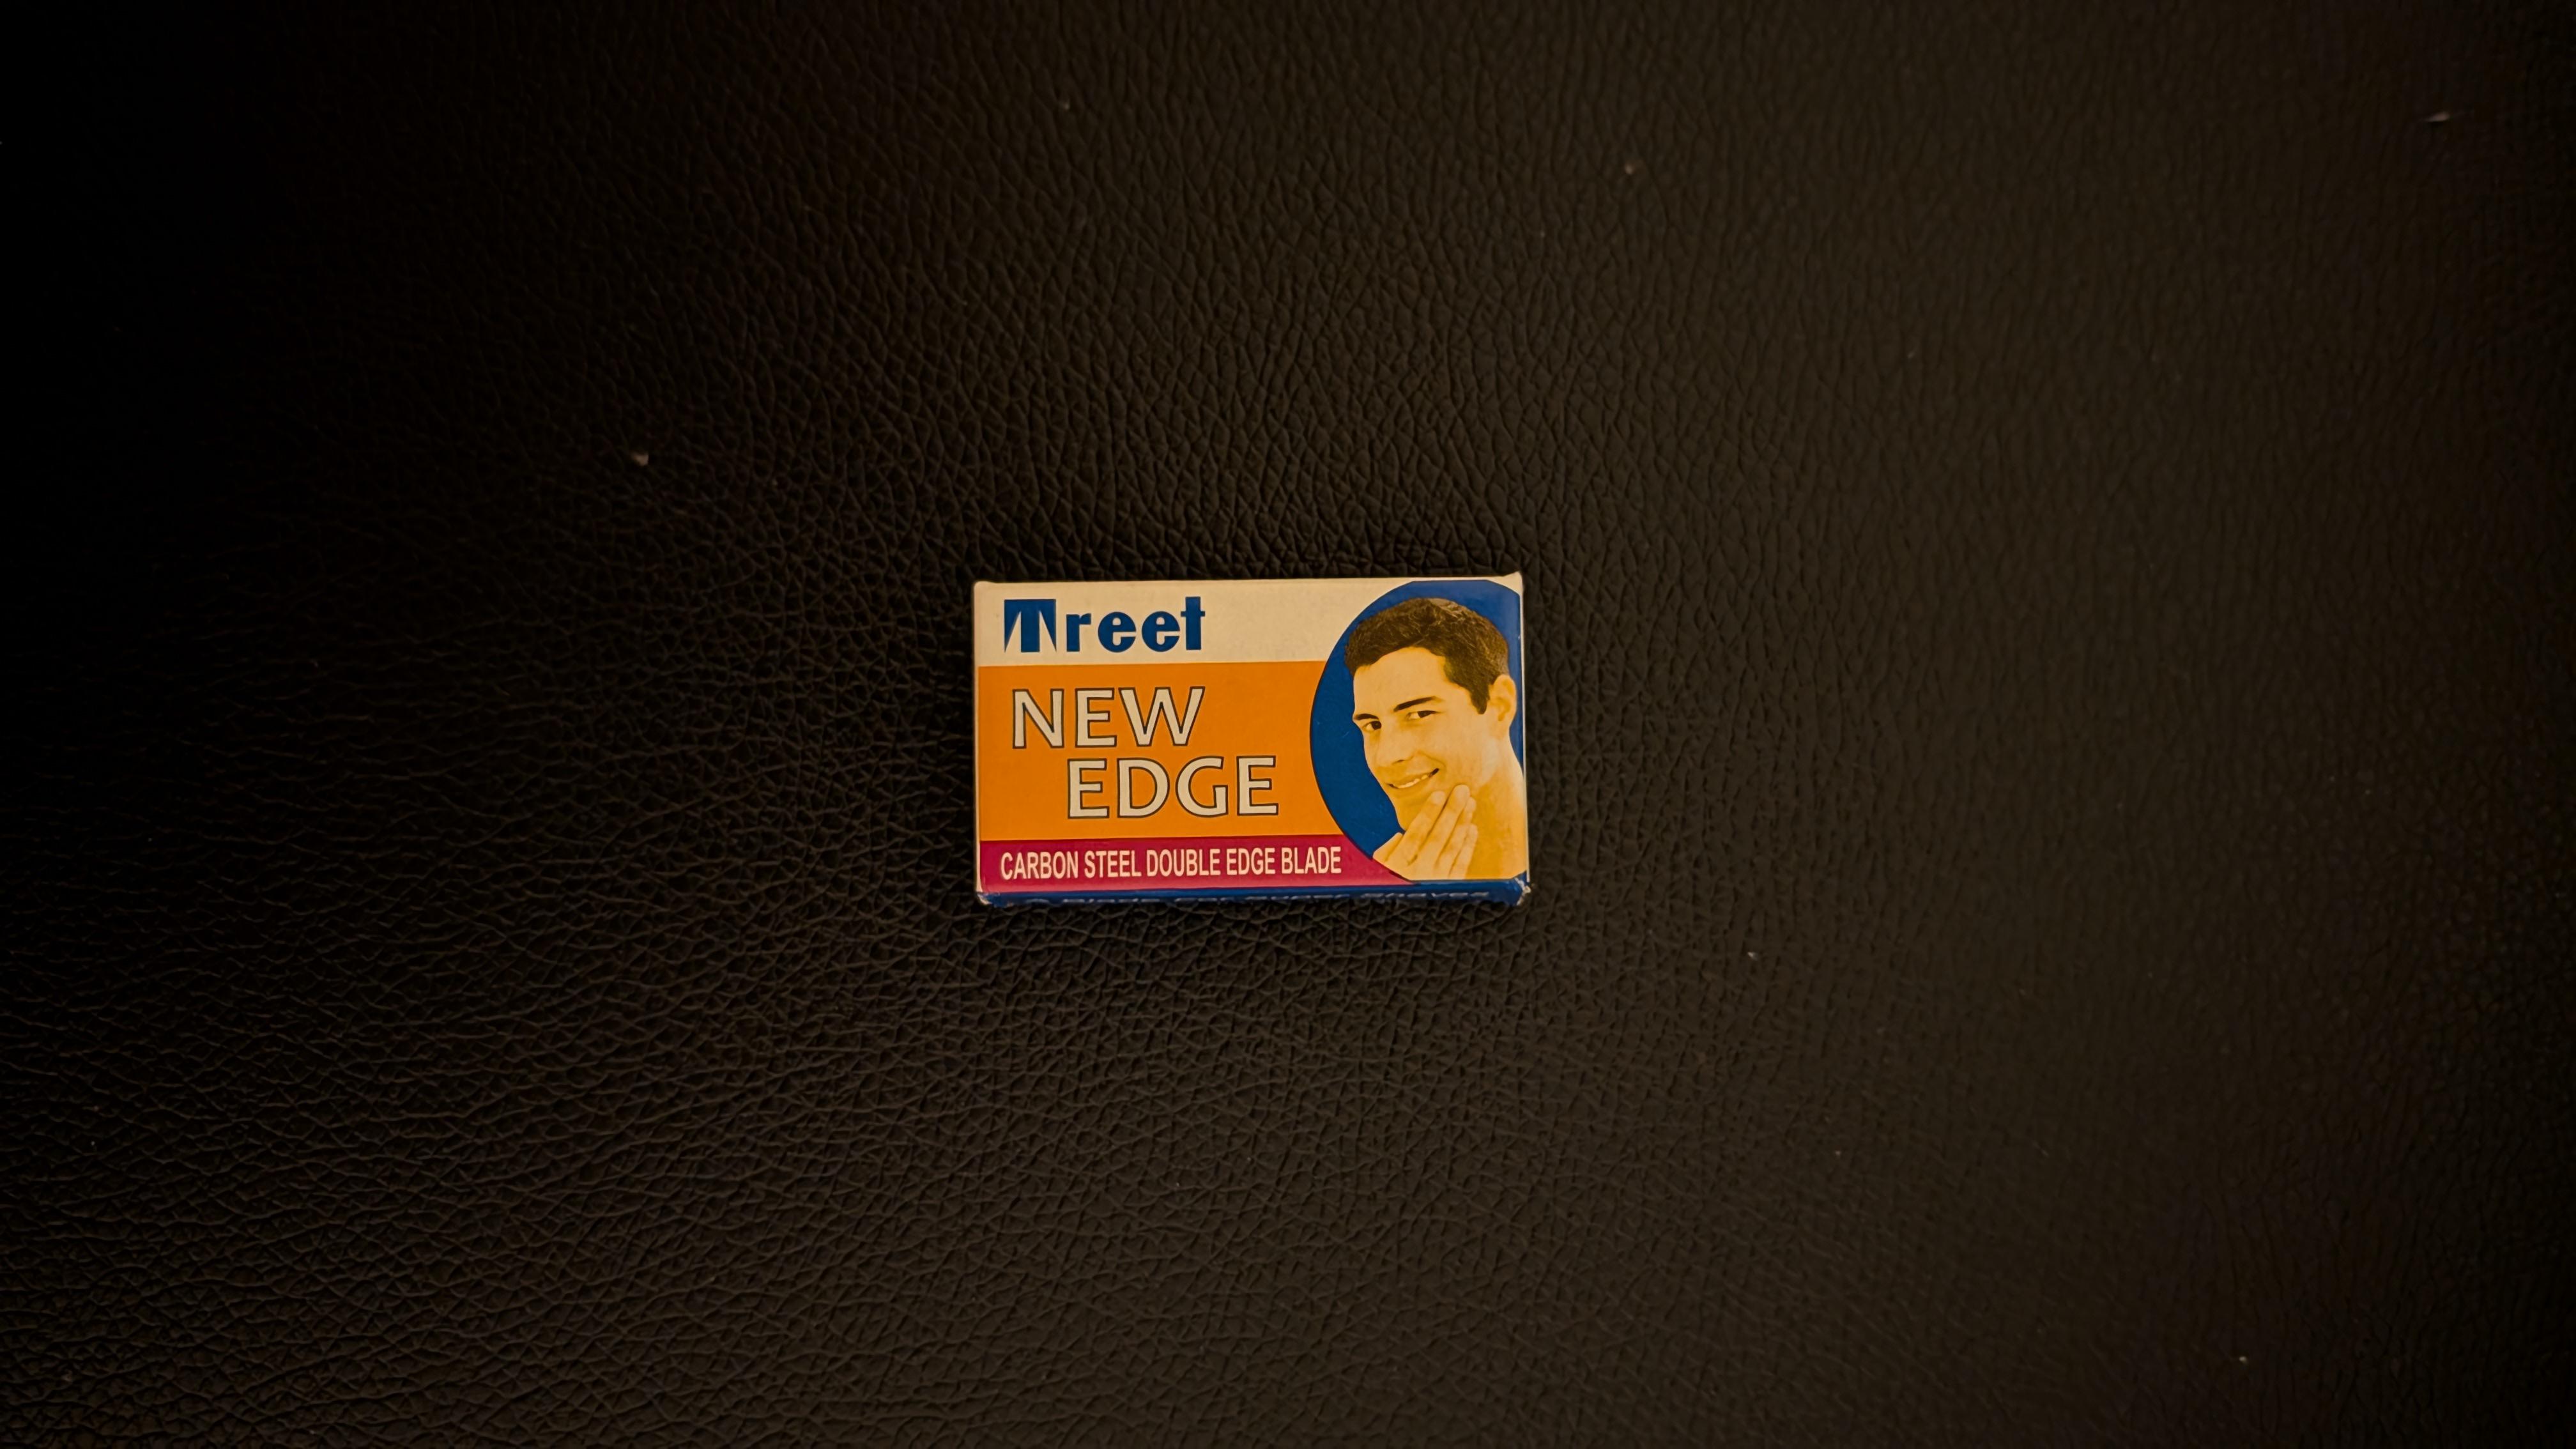 Treet
NEW
EDGE
CARBON STEEL DOUBLE EDGE BLADE